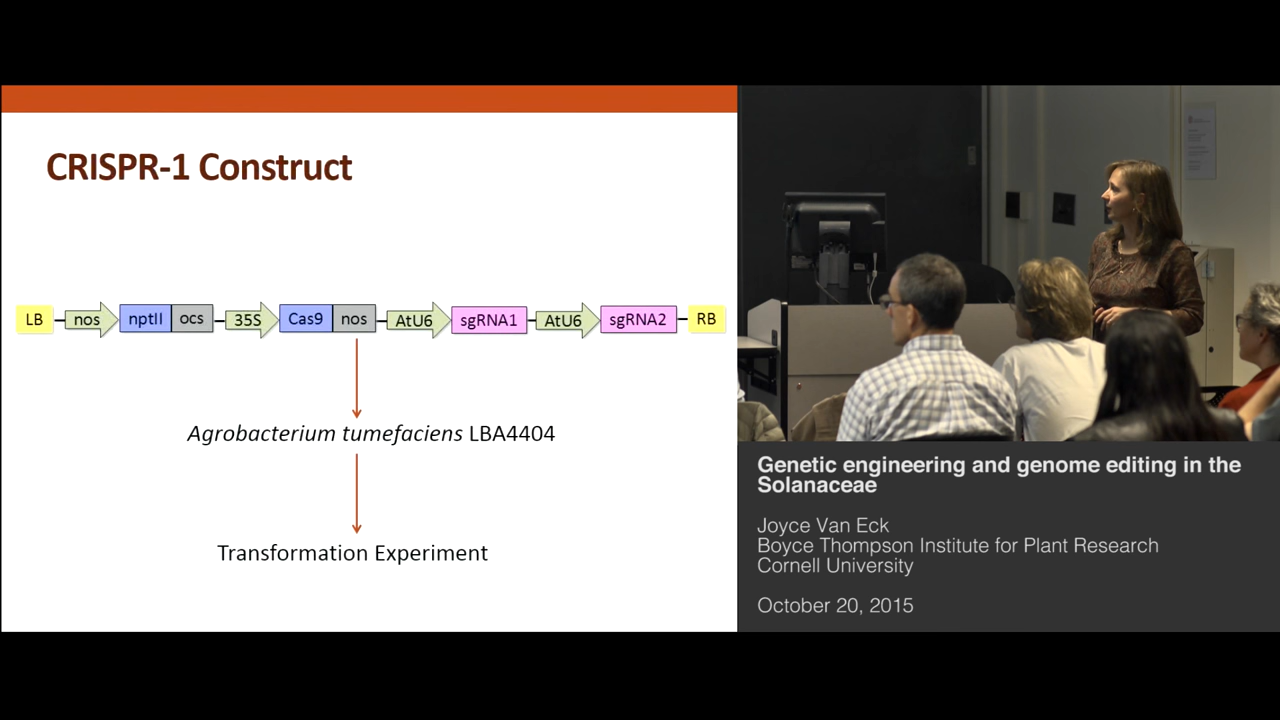 CRISPR-1 Construct
LB nos nptII ocs 35S Cas9 nos AtU6 sgRNA1 AtU6 sgRNA2 RB
Agrobacterium tumefaciens LBA4404
Transformation Experiment
Genetic engineering and genome editing in the
Solanaceae
Joyce Van Eck
Boyce Thompson Institute for Plant Research
Cornell University
October 20, 2015